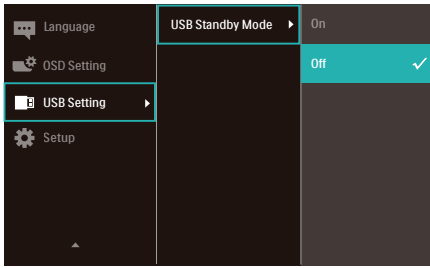 Language
OSD Setting
USB Setting
Setup
USB Standby Mode
On
Off